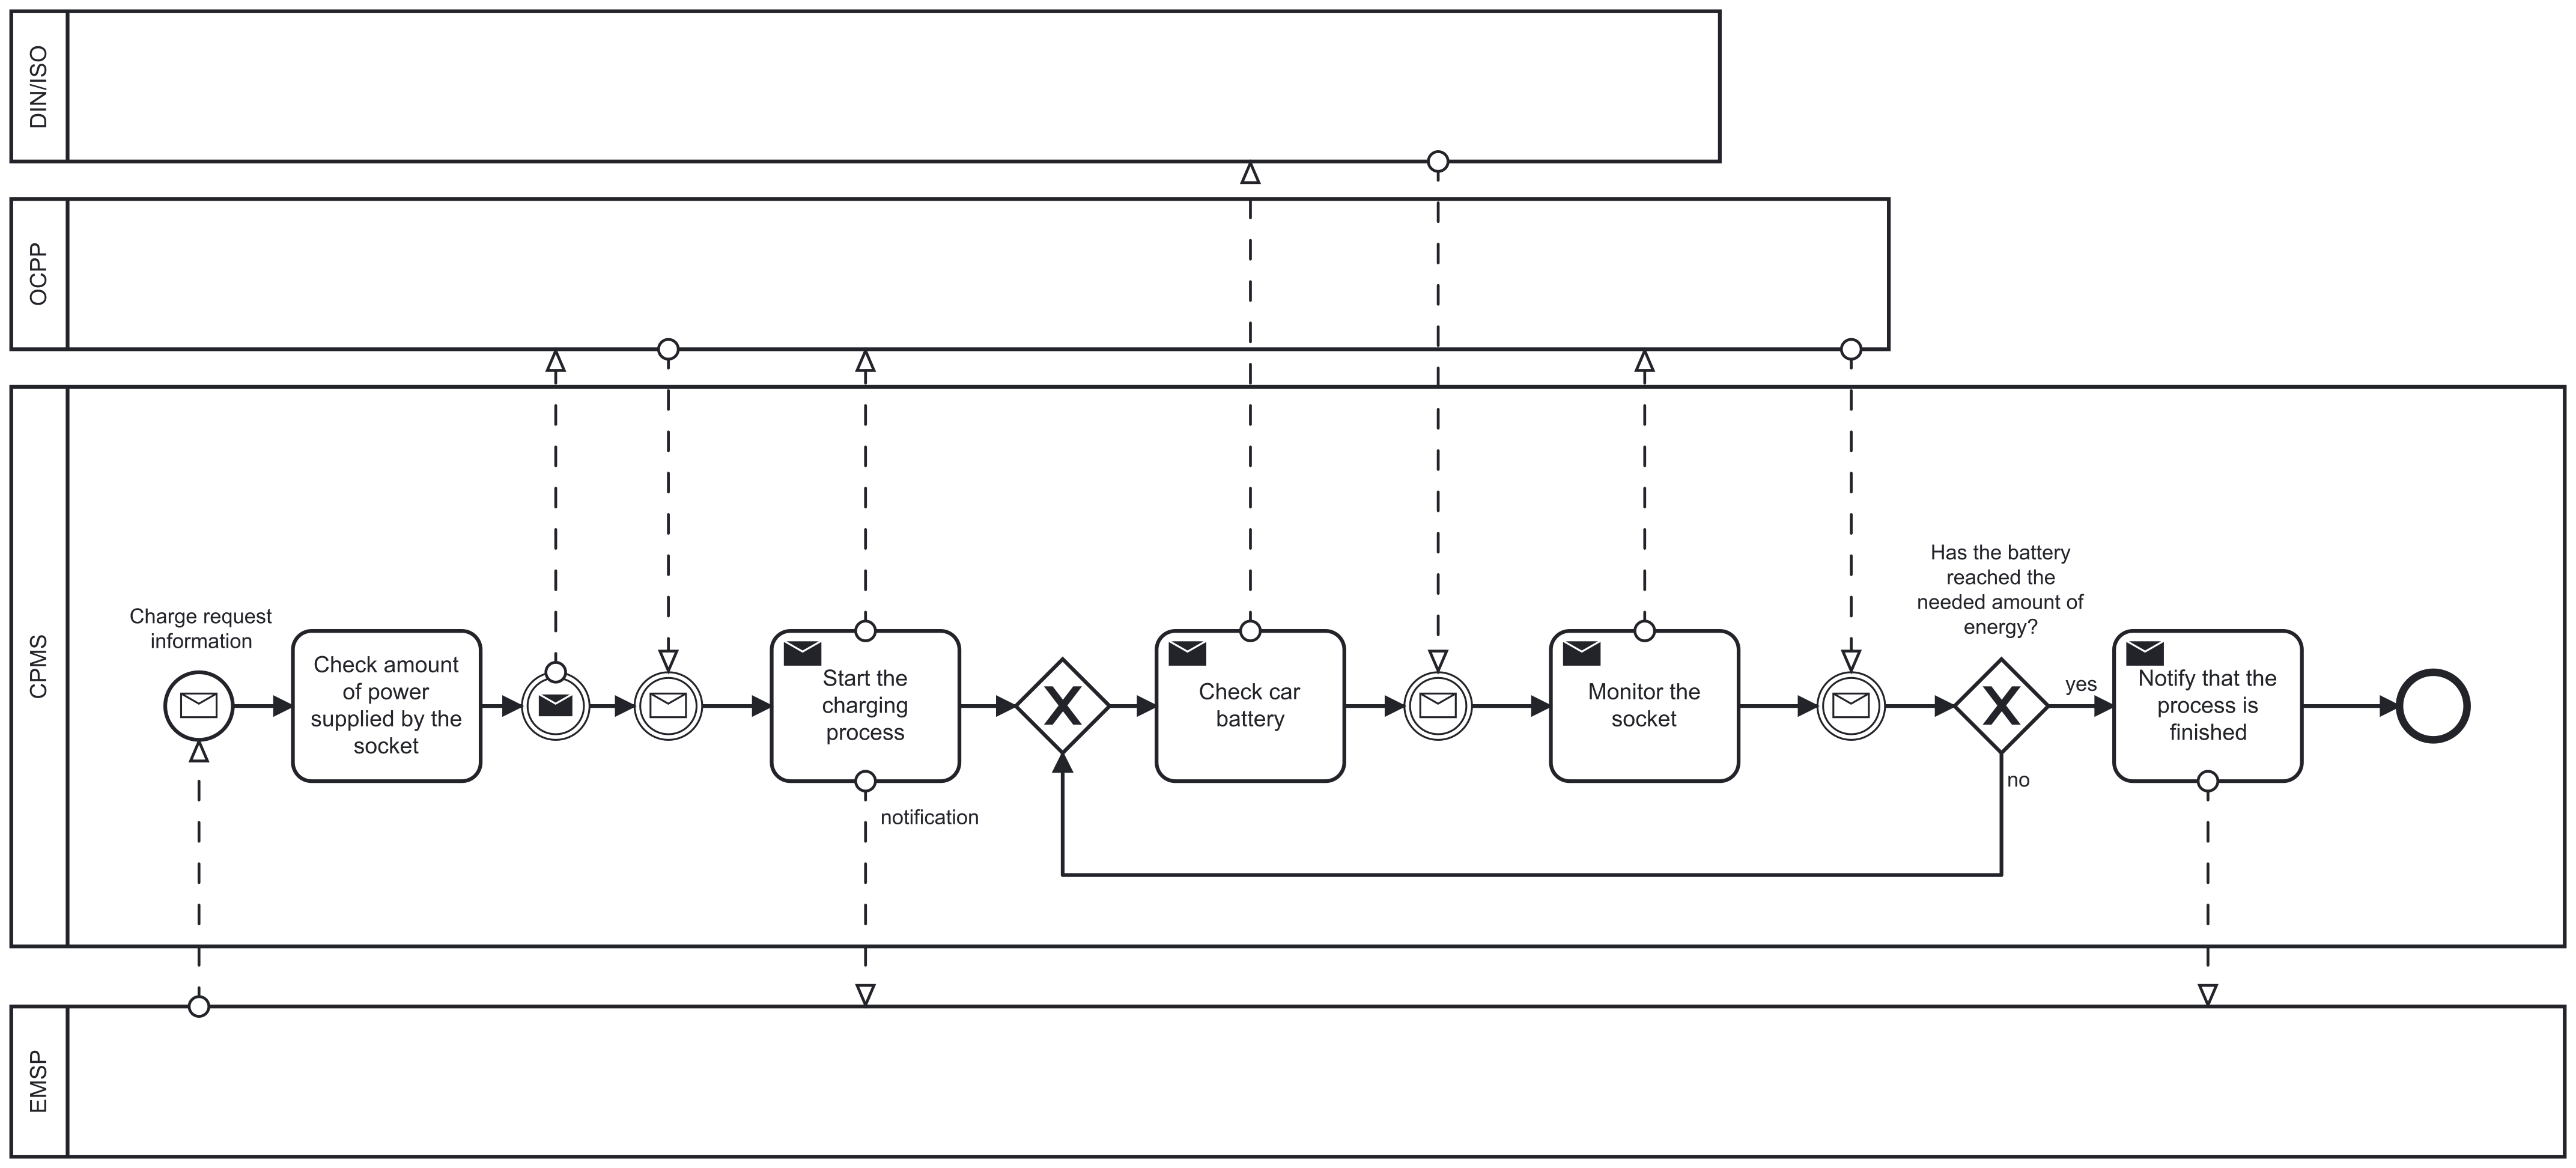 DIN/ISO
OCPP
CPMS
Charge request
information
Check amount
of power
supplied by the
socket
Start the
charging
process
notification
Check car
battery
Monitor the
socket
Has the battery
reached the
needed amount of
energy?
yes
no
Notify that the
process is
finished
EMSP